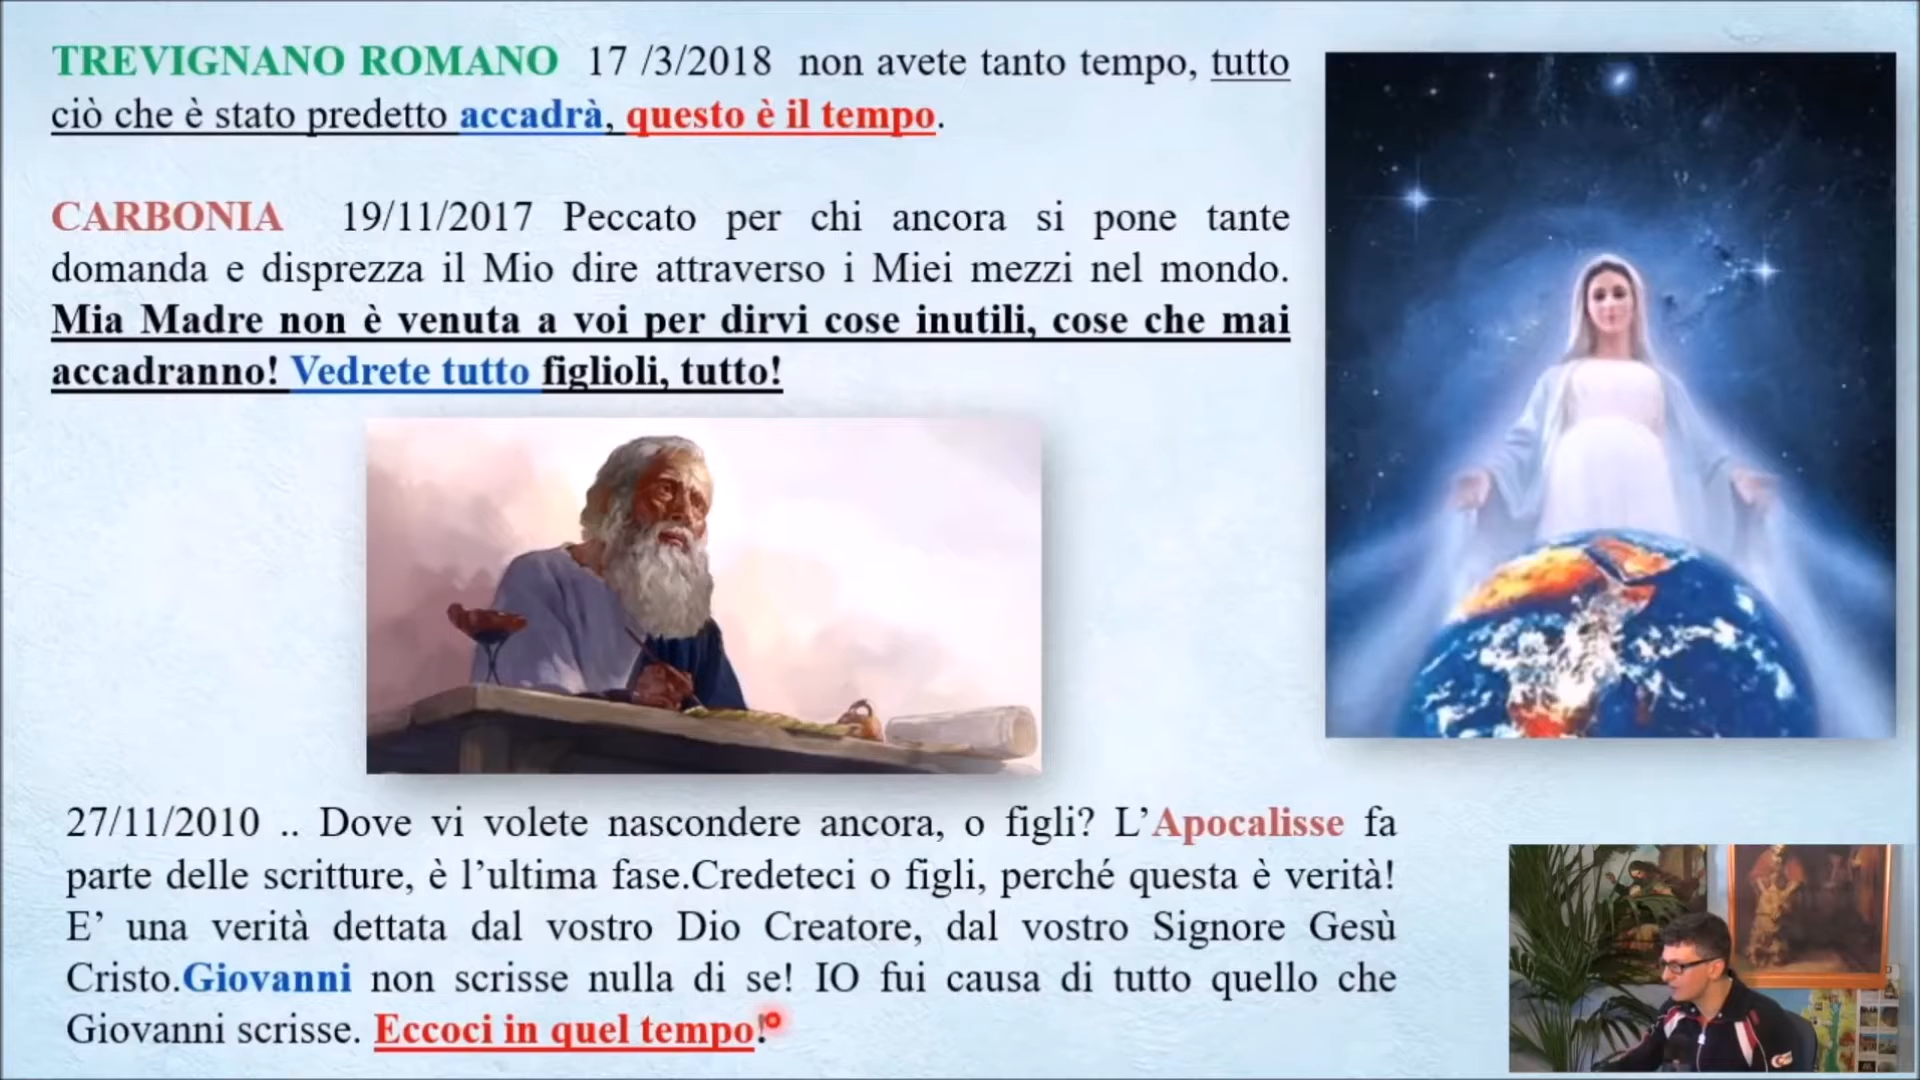 TREVIGNANO ROMANO 17 /3/2018 non avete tanto tempo, tutto
ciò che è stato predetto accadrà, questo è il tempo.
CARBONIA 19/11/2017 Peccato per chi ancora si pone tante
domanda e disprezza il Mio dire attraverso i Miei mezzi nel mondo.
Mia Madre non è venuta a voi per dirvi cose inutili, cose che mai
accadranno! Vedrete tutto figlioli, tutto!
27/11/2010 .. Dove vi volete nascondere ancora, o figli? L’Apocalisse fa
parte delle scritture, è l’ultima fase.Credeteci o figli, perché questa è verità!
E’ una verità dettata dal vostro Dio Creatore, dal vostro Signore Gesù
Cristo.Giovanni non scrisse nulla di se! IO fui causa di tutto quello che
Giovanni scrisse. Eccoci in quel tempo!